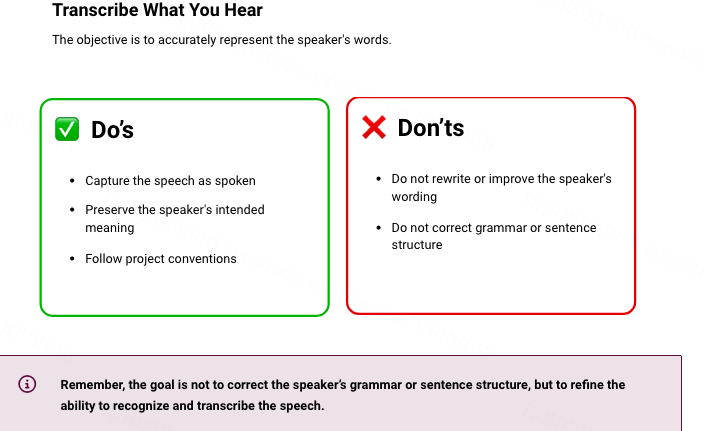 Transcribe What You Hear
The objective is to accurately represent the speaker's words.
Do’s
Capture the speech as spoken
Preserve the speaker's intended
meaning
Follow project conventions
Don’ts
Do not rewrite or improve the speaker's
wording
Do not correct grammar or sentence
structure
Remember, the goal is not to correct the speaker’s grammar or sentence structure, but to refine the
ability to recognize and transcribe the speech.